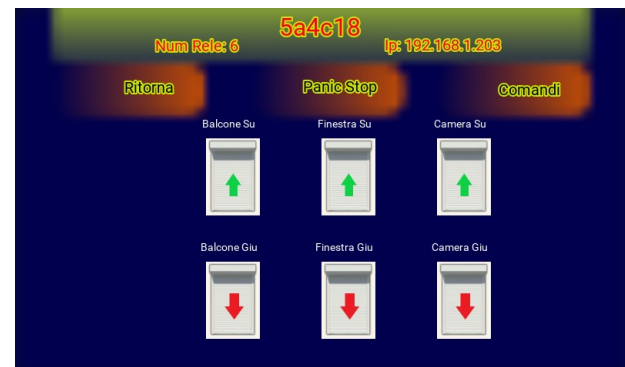 5a4c18
Num Rele: 6 Ip: 192.168.1.203
Ritorna Panic Stop Comandi
Balcone Su Finestra Su Camera Su
Balcone Giu Finestra Giu Camera Giu